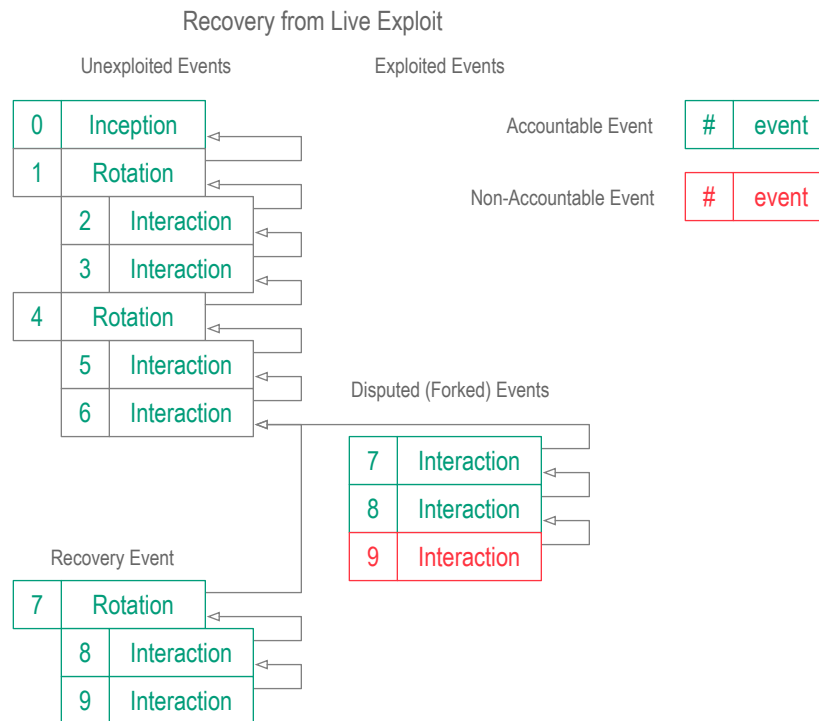 Recovery from Live Exploit
Unexploited Events
Exploited Events
0 Inception
1 Rotation
2 Interaction
3 Interaction
4 Rotation
5 Interaction
6 Interaction
Accountable Event
# event
Non-Accountable Event
# event
Disputed (Forked) Events
7 Interaction
8 Interaction
9 Interaction
Recovery Event
7 Rotation
8 Interaction
9 Interaction